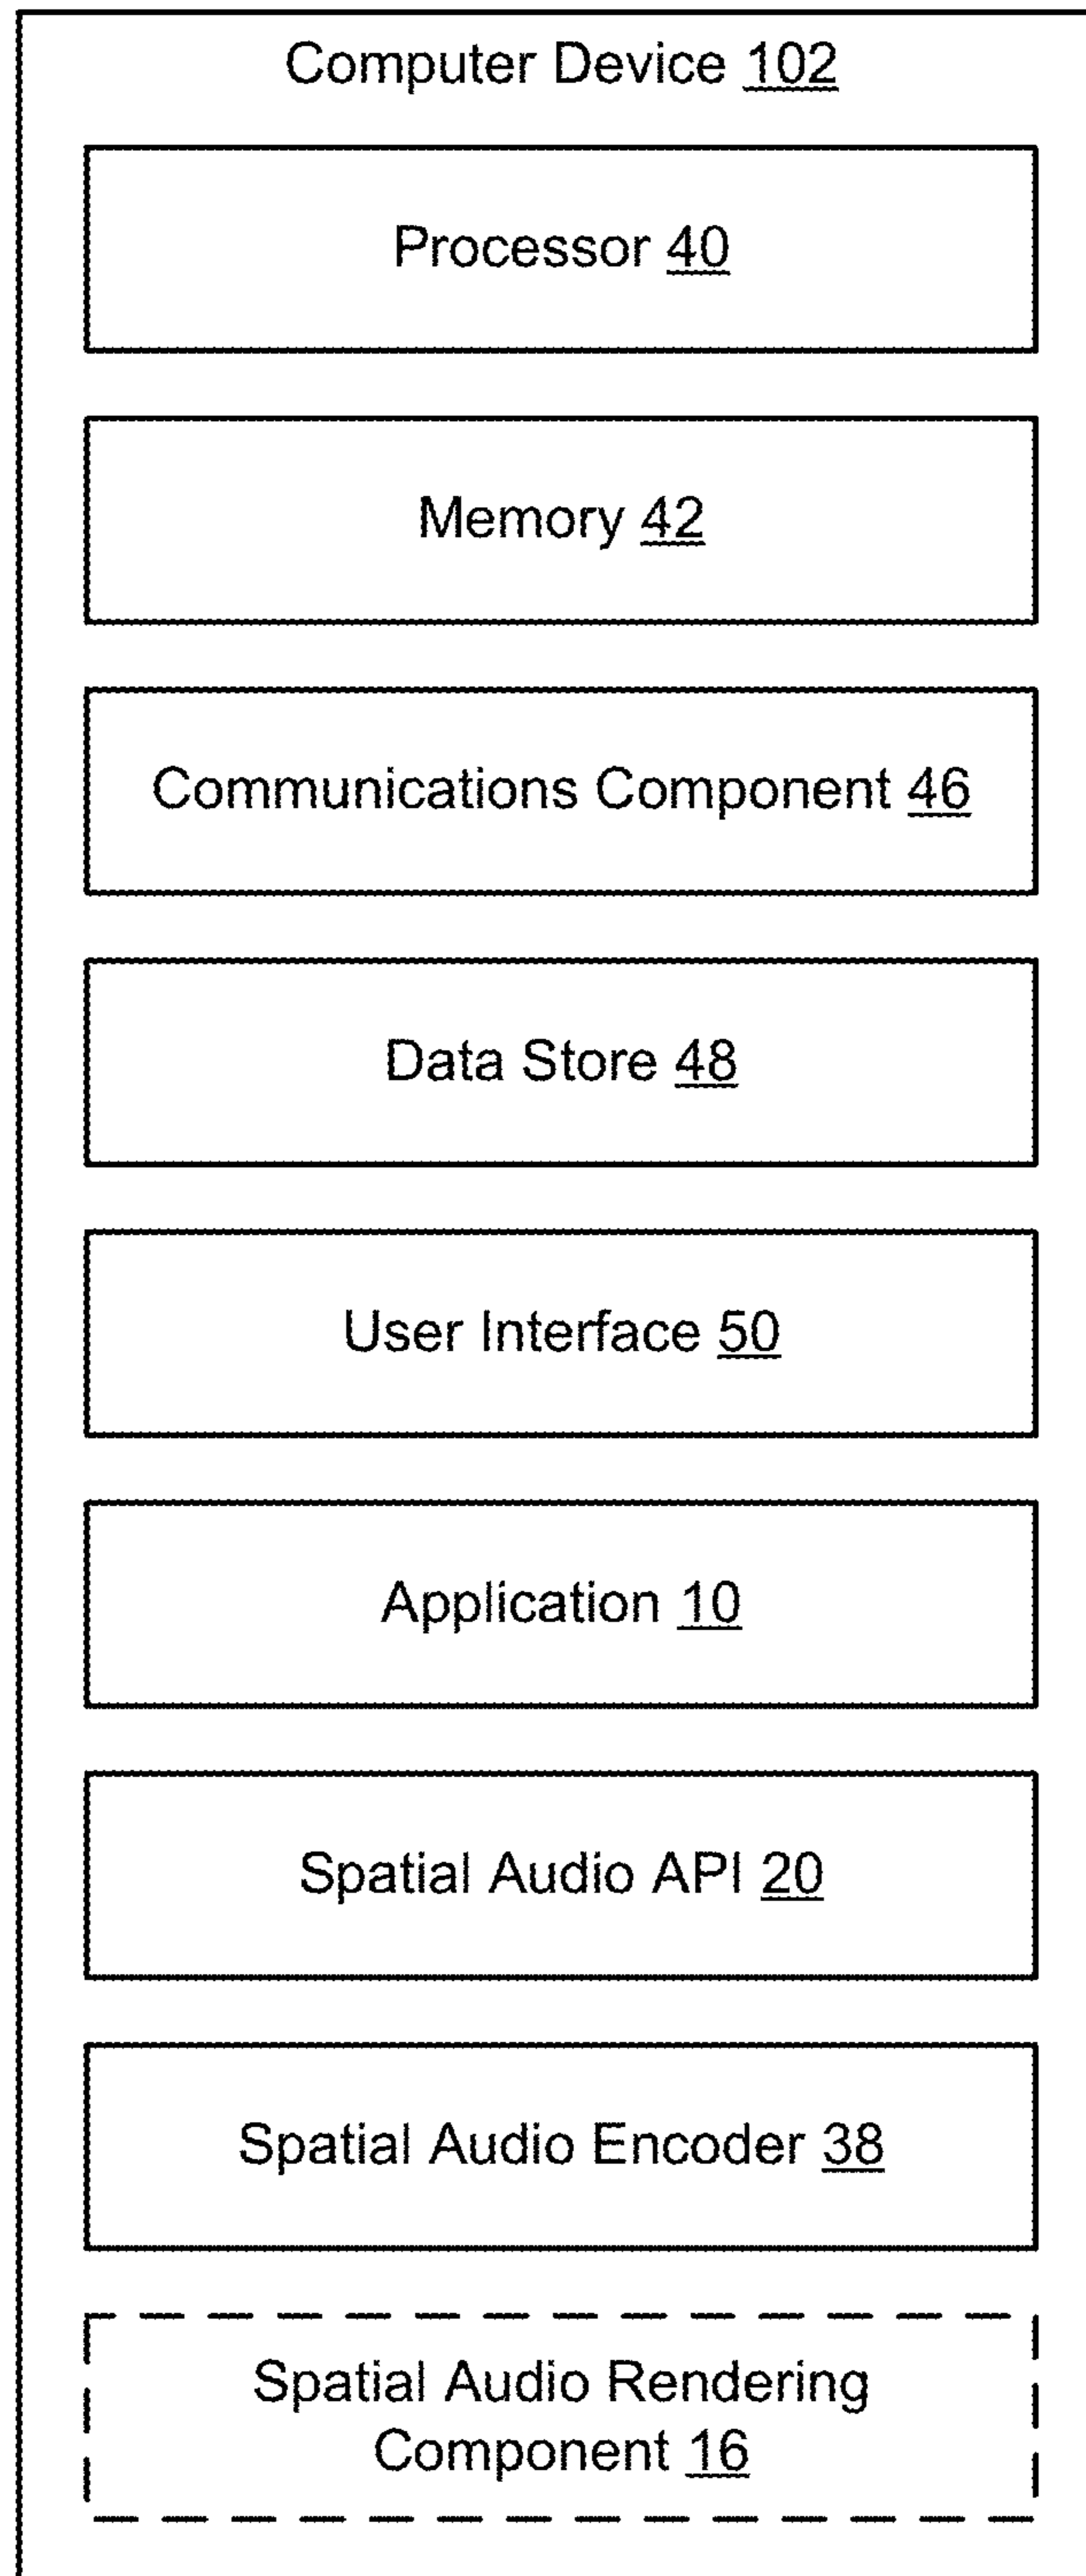 Computer Device 102
Processor 40
Memory 42
Communications Component 46
Data Store 48
User Interface 50
Application 10
Spatial Audio API 20
Spatial Audio Encoder 38
Spatial Audio Rendering
Component 16